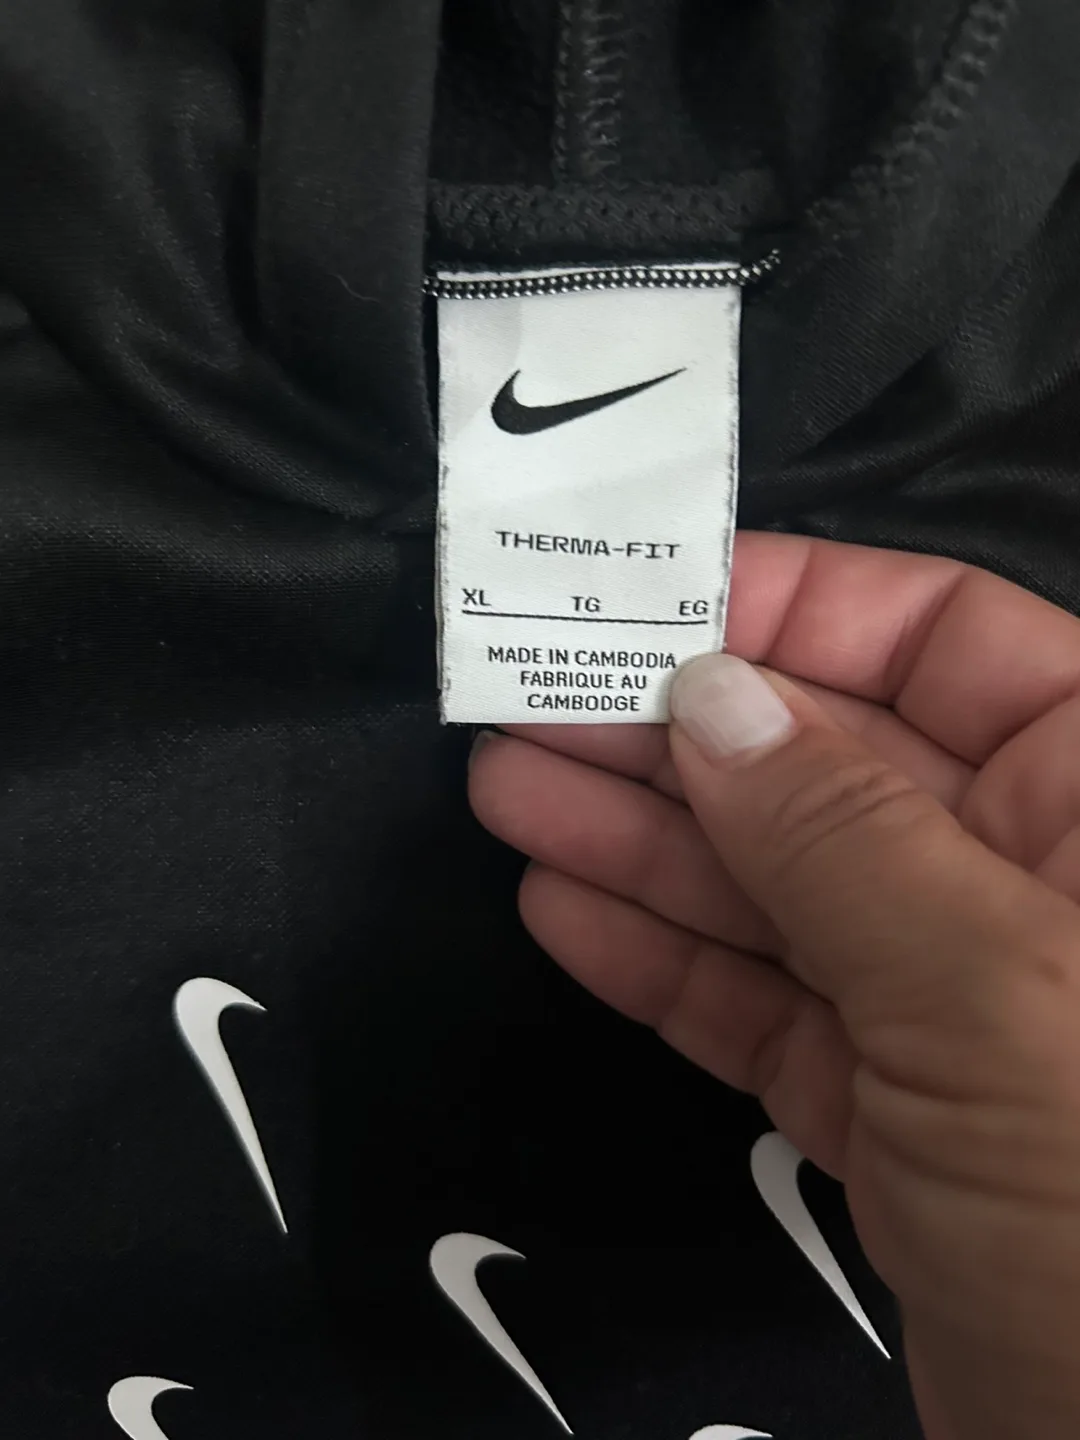 THERMA-FIT
XL TG EG
MADE IN CAMBODIA
FABRIQUE AU
CAMBODGE